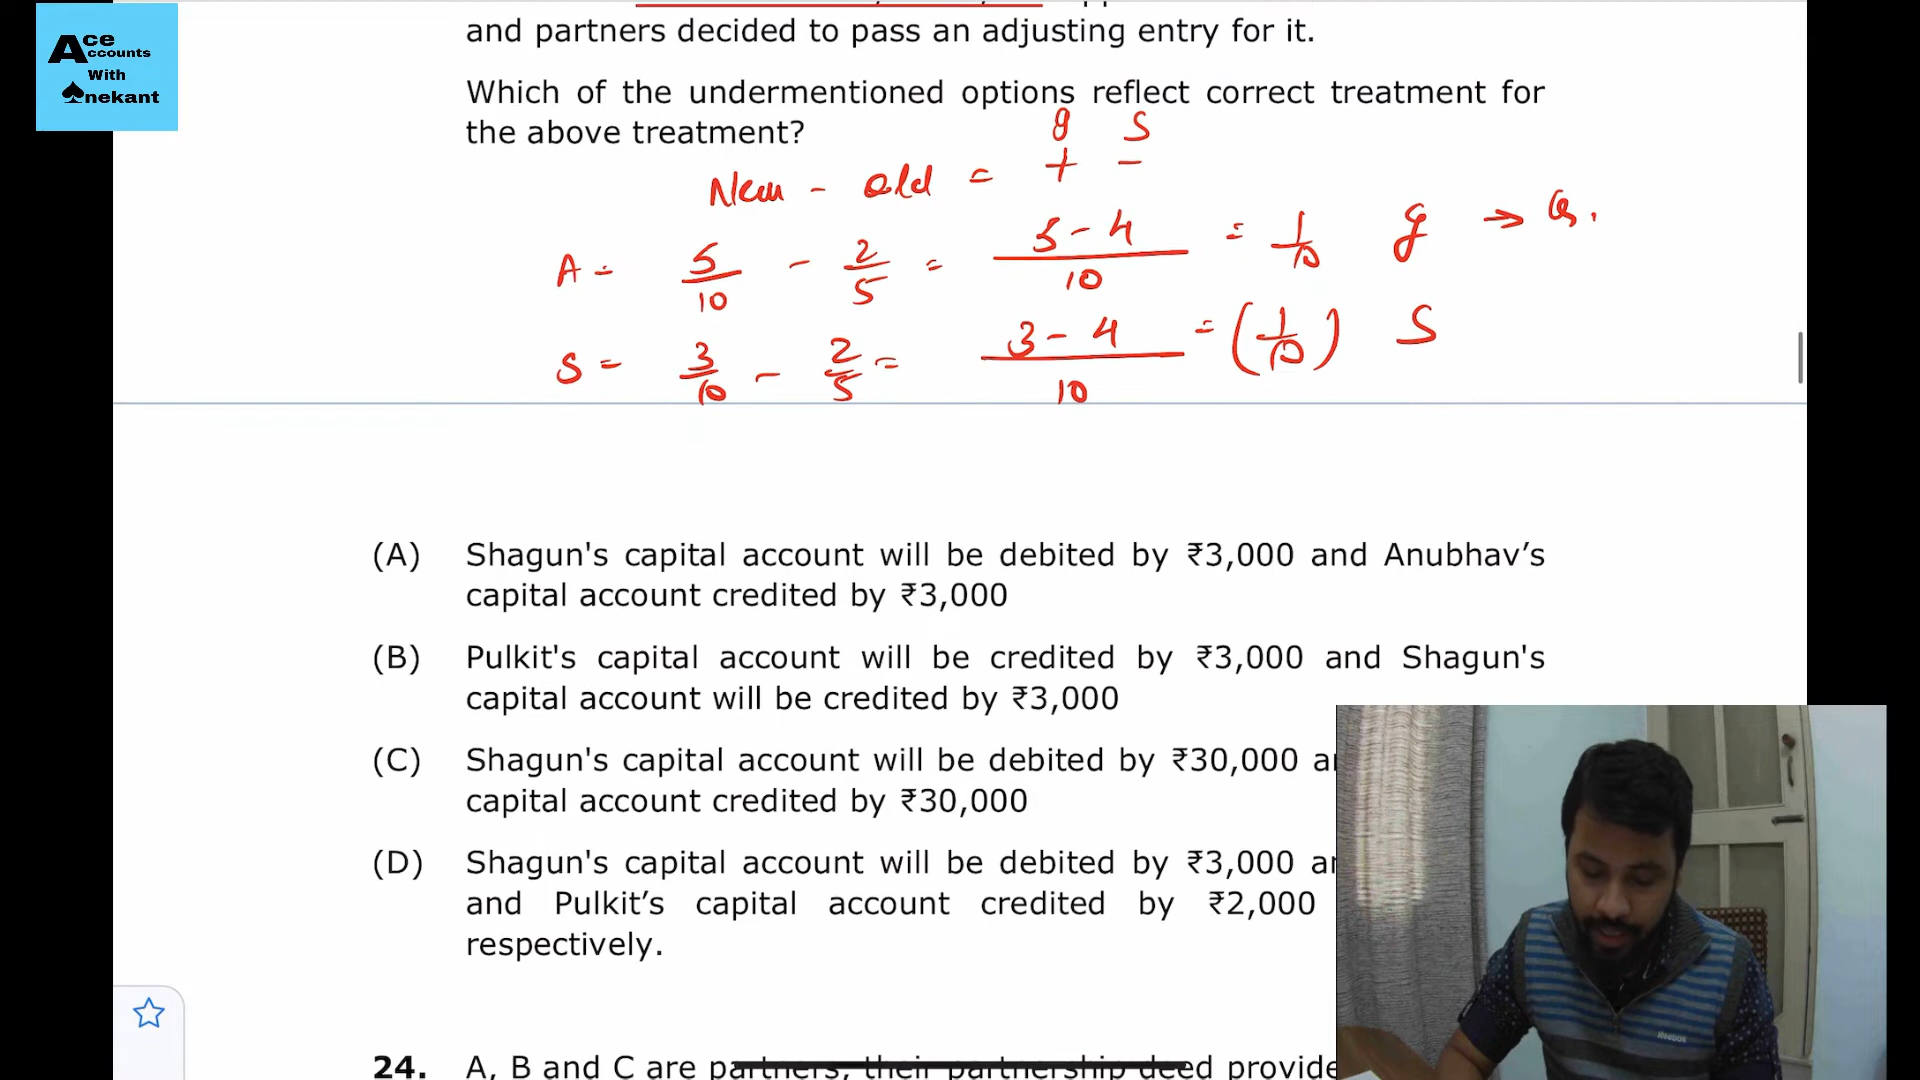 Ace
Accounts
With
Anekant
and partners decided to pass an adjusting entry for it.
Which of the undermentioned options reflect correct treatment for
the above treatment?
g S
New - old = + -
A = 5/10 - 2/5 = 5-4/10 = 1/10 g →
S = 3/10 - 2/5 = 3-4/10 = (1/10) S
(A) Shagun's capital account will be debited by ₹3,000 and Anubhav’s
capital account credited by ₹3,000
(B) Pulkit's capital account will be credited by ₹3,000 and Shagun's
capital account will be credited by ₹3,000
(C) Shagun's capital account will be debited by ₹30,000
capital account credited by ₹30,000
(D) Shagun's capital account will be debited by ₹3,000
and Pulkit’s capital account credited by ₹2,000
respectively.
24. A, B and C are partners, their partnership deed provide
Reebok